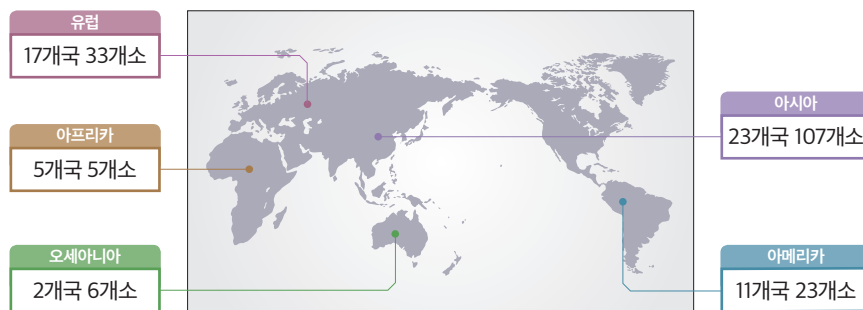 유럽
17개국 33개소
아프리카
5개국 5개소
오세아니아
2개국 6개소
아시아
23개국 107개소
아메리카
11개국 23개소